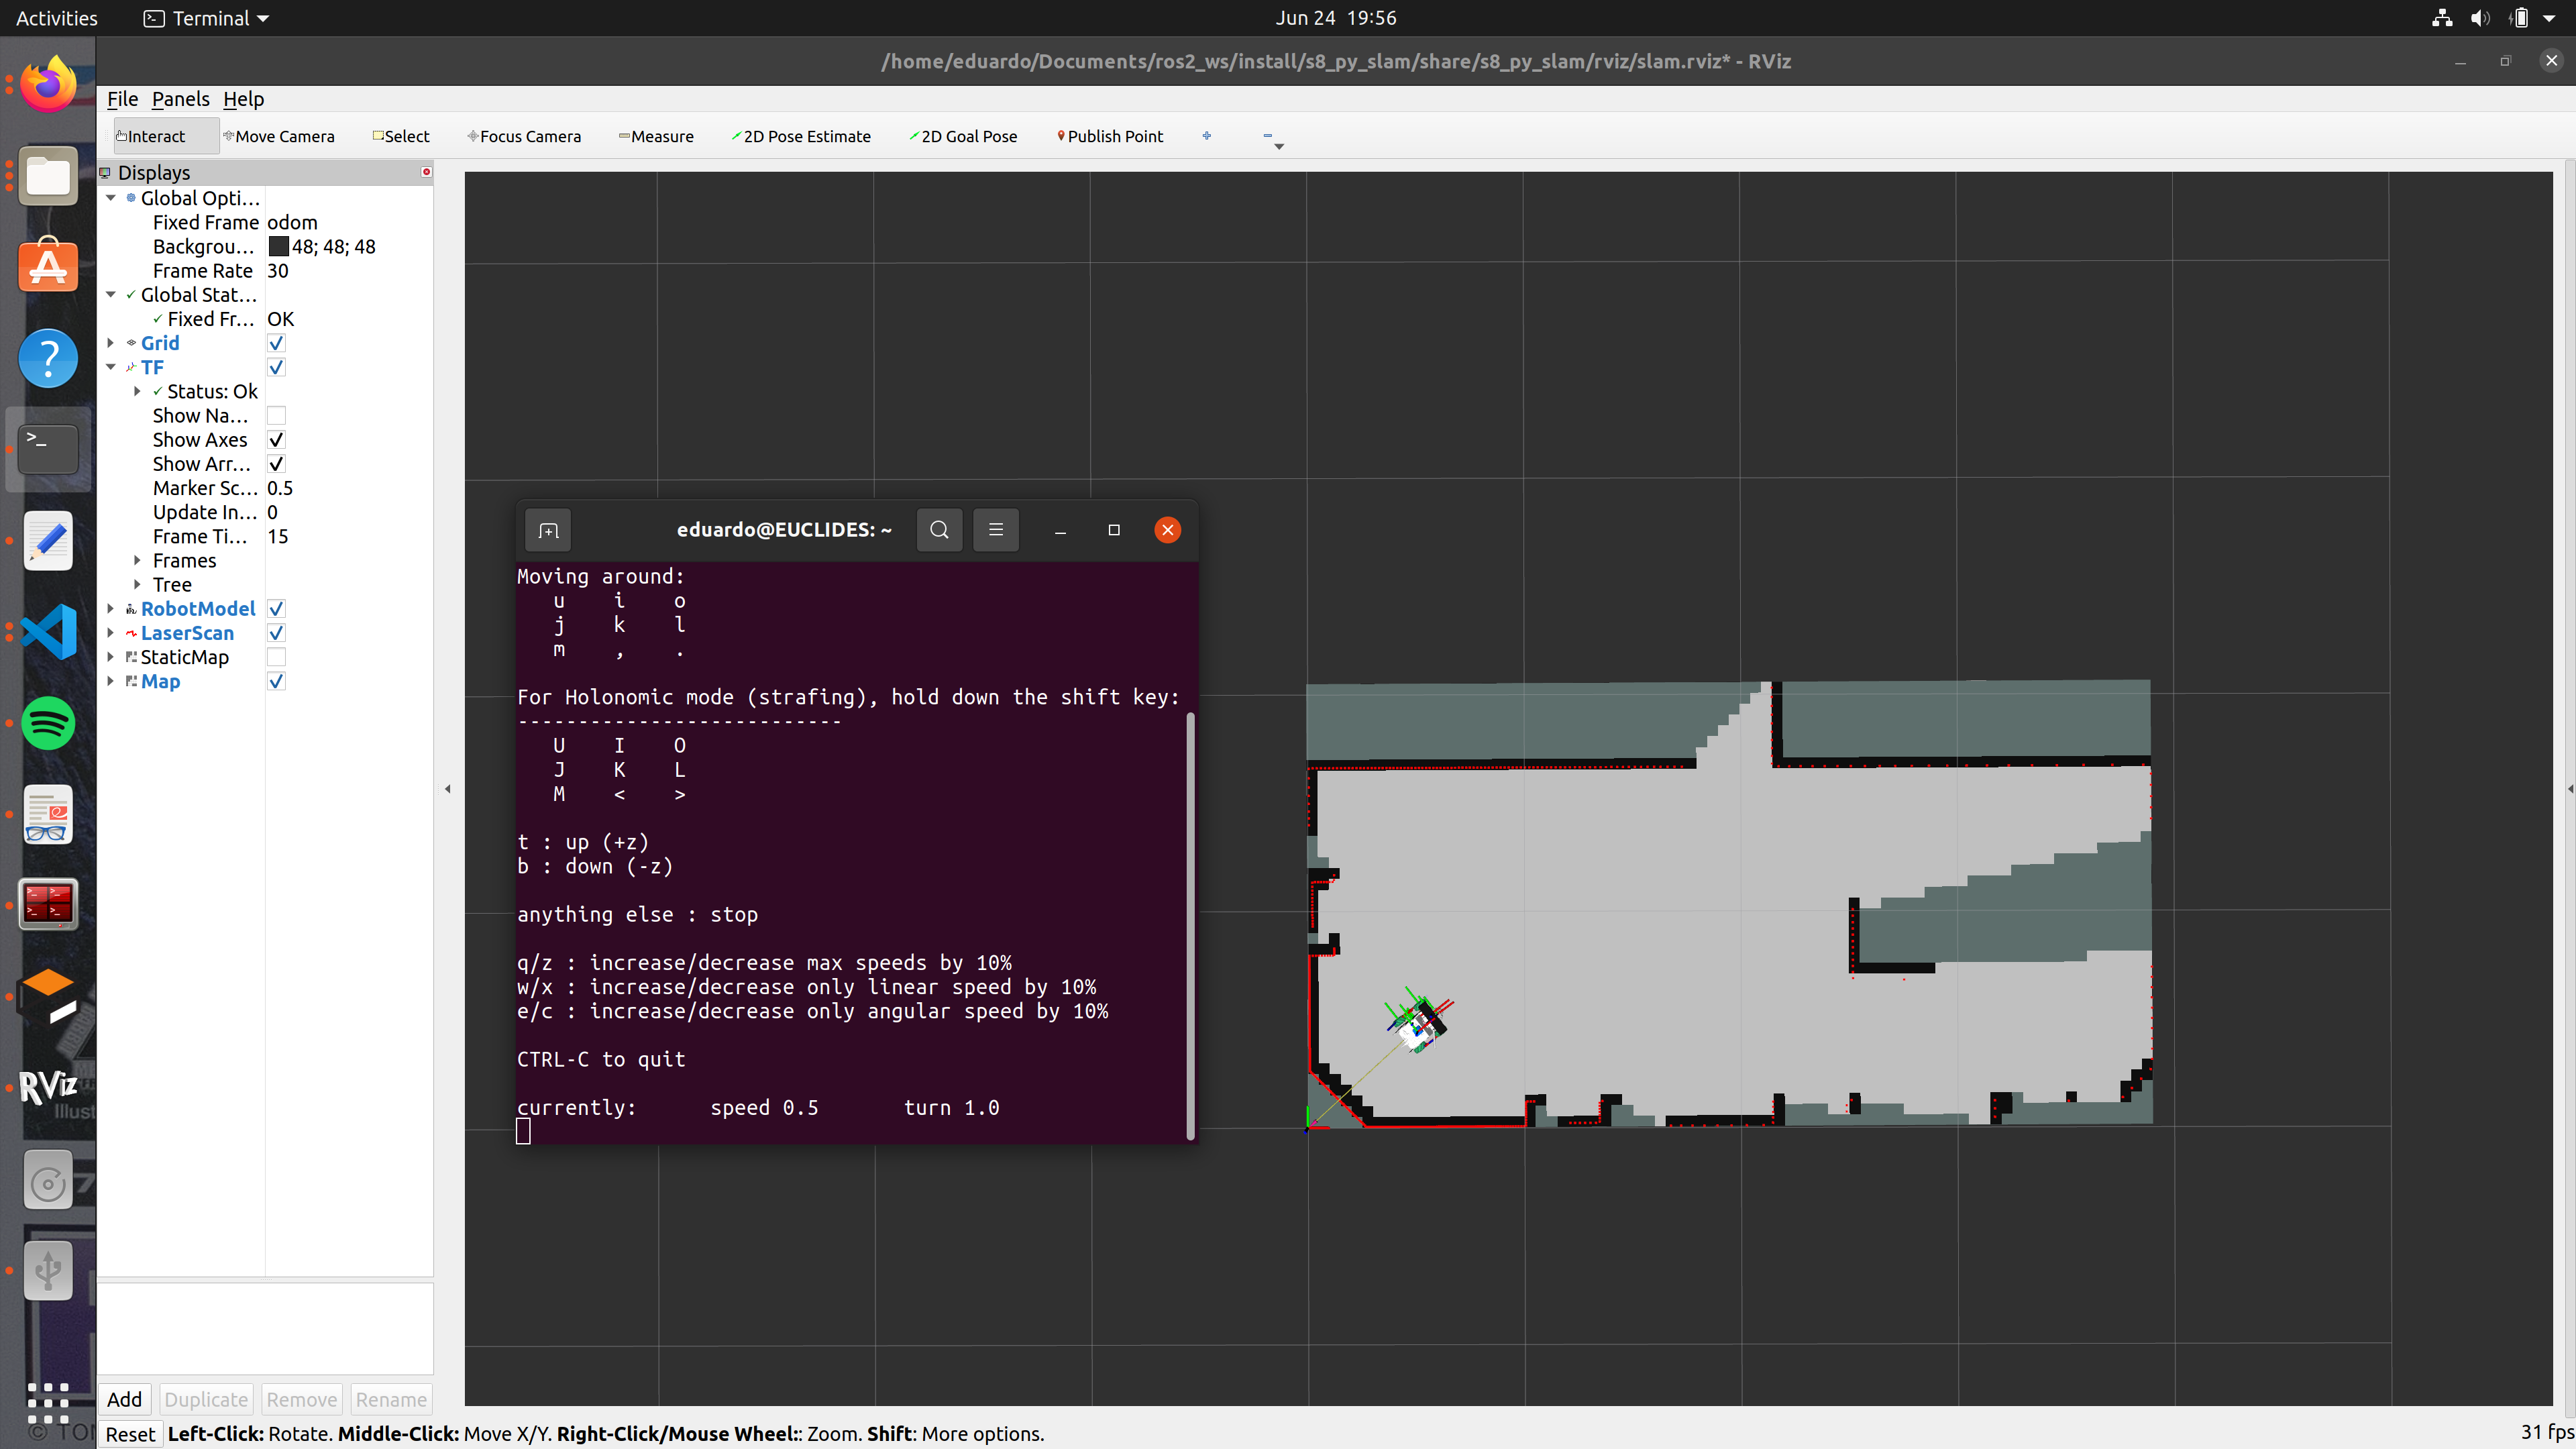 Activities Terminal Jun 24 19:56
/home/eduardo/Documents/ros2_ws/install/s8_py_slam/share/s8_py_slam/rviz/slam.rviz* - RViz
File Panels Help
Interact Move Camera Select Focus Camera Measure 2D Pose Estimate 2D Goal Pose Publish Point
Displays
Global Opti...
Fixed Frame odom
Backgrou... 48; 48; 48
Frame Rate 30
Global Stat...
Fixed Fr... OK
Grid
TF
Status: Ok
Show Na...
Show Axes
Show Arr...
Marker Sc... 0.5
Update In... 0
Frame Ti... 15
Frames
Tree
RobotModel
LaserScan
StaticMap
Map
Add Duplicate Remove Rename
Reset Left-Click: Rotate. Middle-Click: Move X/Y. Right-Click/Mouse Wheel:: Zoom. Shift: More options.
31 fps
eduardo@EUCLIDES: ~
Moving around:
u i o
j k l
m , .
For Holonomic mode (strafing), hold down the shift key:
---------------------------
U I O
J K L
M < >
t : up (+z)
b : down (-z)
anything else : stop
q/z : increase/decrease max speeds by 10%
w/x : increase/decrease only linear speed by 10%
e/c : increase/decrease only angular speed by 10%
CTRL-C to quit
currently: speed 0.5 turn 1.0
RViz
Illust
© TO